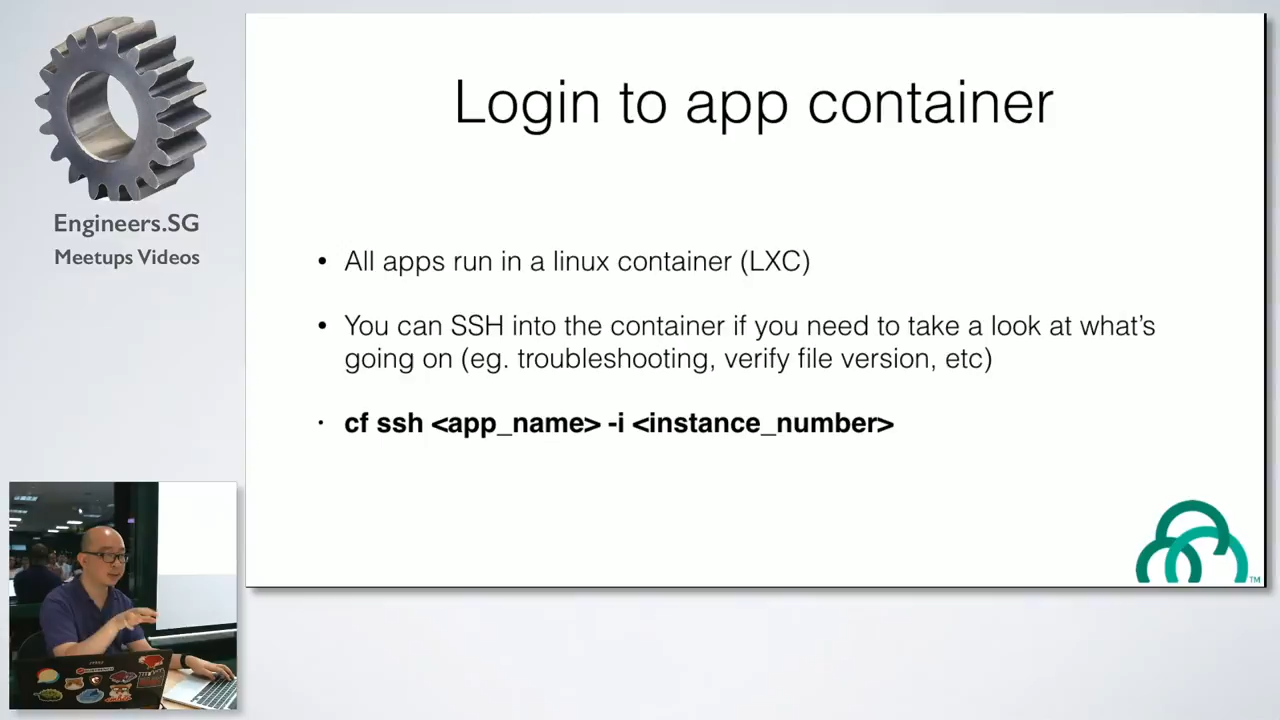 Login to app container
Engineers.SG
Meetups Videos
• All apps run in a linux container (LXC)
• You can SSH into the container if you need to take a look at what's
going on (eg. troubleshooting, verify file version, etc)
• cf ssh <app_name> -i <instance_number>
TM